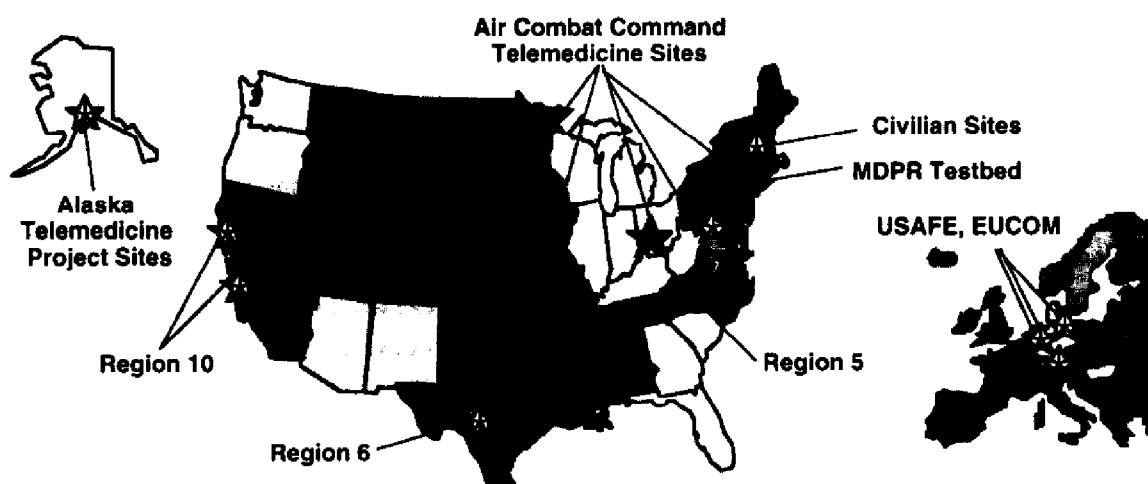 Air Combat Command
Telemedicine Sites
Civilian Sites
MDPR Testbed
Alaska
Telemedicine
Project Sites
USAFE, EUCOM
Region 10
Region 5
Region 6